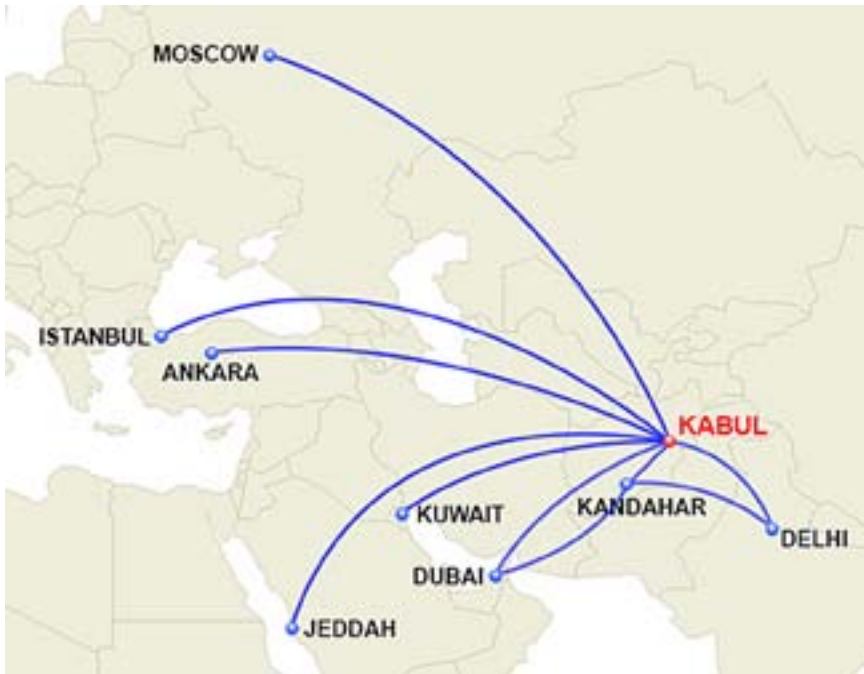 MOSCOW
ISTANBUL
ANKARA
KABUL
KUWAIT
KANDAHAR
DELHI
DUBAI
JEDDAH